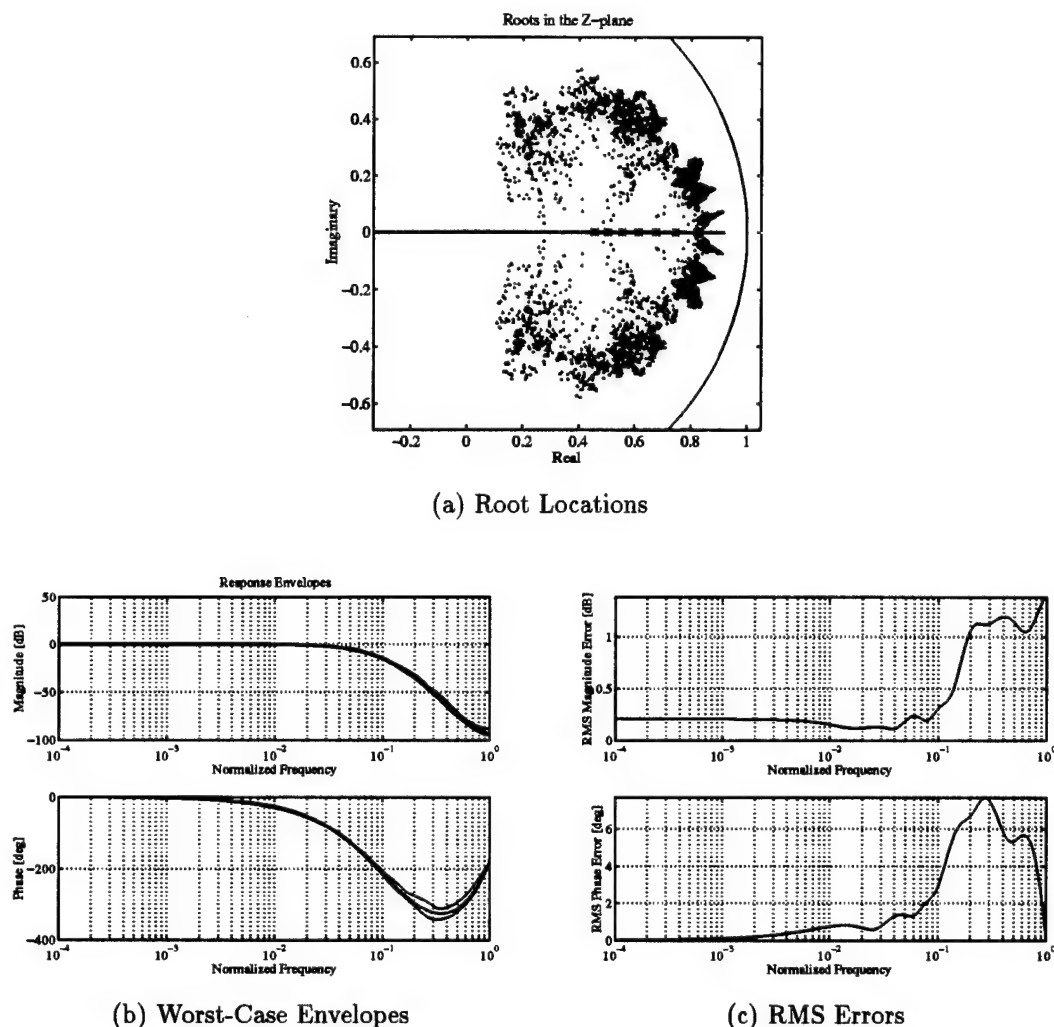 Roots in the Z-plane
0.6
0.4
0.2
0
-0.2
-0.4
-0.6
Imaginary
-0.2 0 0.2 0.4 0.6 0.8 1
Real
(a) Root Locations
Response Envelopes
50
0
-50
-100
Magnitude [dB]
10^-4 10^-3 10^-2 10^-1 10^0
Normalized Frequency
0
-200
-400
Phase [deg]
10^-4 10^-3 10^-2 10^-1 10^0
Normalized Frequency
(b) Worst-Case Envelopes
1
0.5
0
RMS Magnitude Error [dB]
10^-4 10^-3 10^-2 10^-1 10^0
Normalized Frequency
6
4
2
0
RMS Phase Error [deg]
10^-4 10^-3 10^-2 10^-1 10^0
Normalized Frequency
(c) RMS Errors